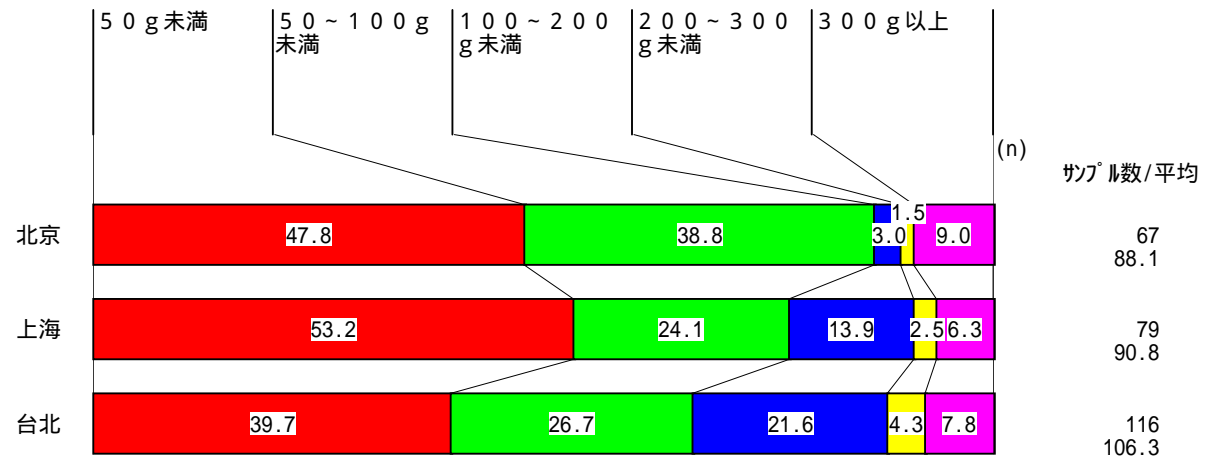 ５０ｇ未満
５０~１００ｇ
未満
１００~２００
ｇ未満
２００~３００
ｇ未満
３００ｇ以上
(n)
ｻﾝﾌﾟﾙ数/平均
北京
47.8
38.8
3.0
1.5
9.0
67
88.1
上海
53.2
24.1
13.9
2.5
6.3
79
90.8
台北
39.7
26.7
21.6
4.3
7.8
116
106.3